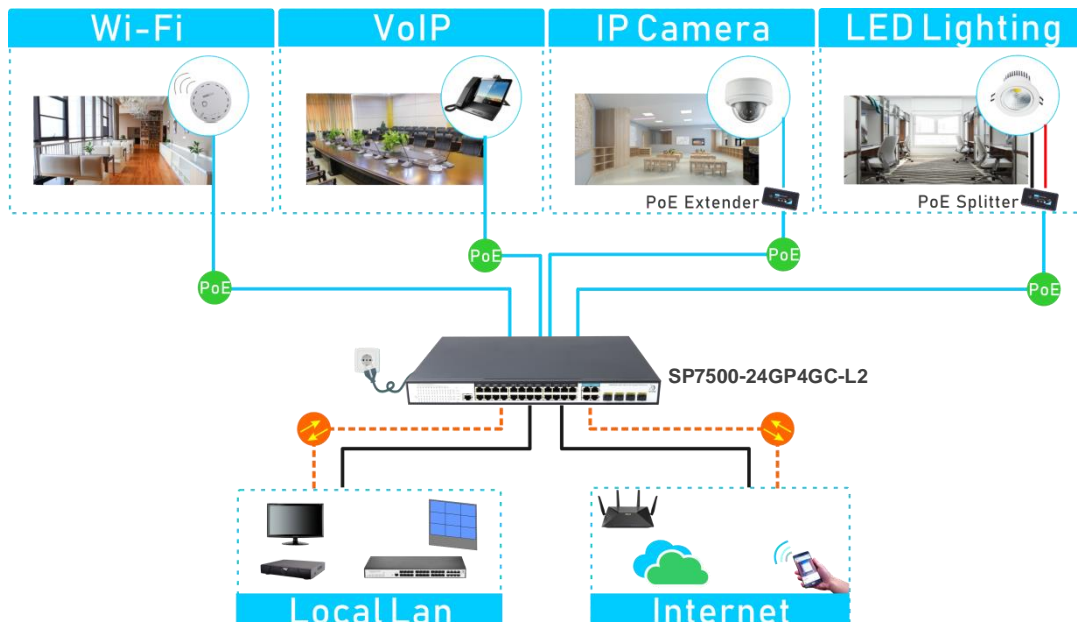 Wi-Fi
VoIP
IP Camera
LED Lighting
PoE Extender
PoE Splitter
PoE
PoE
PoE
PoE
SP7500-24GP4GC-L2
Local Lan
Internet